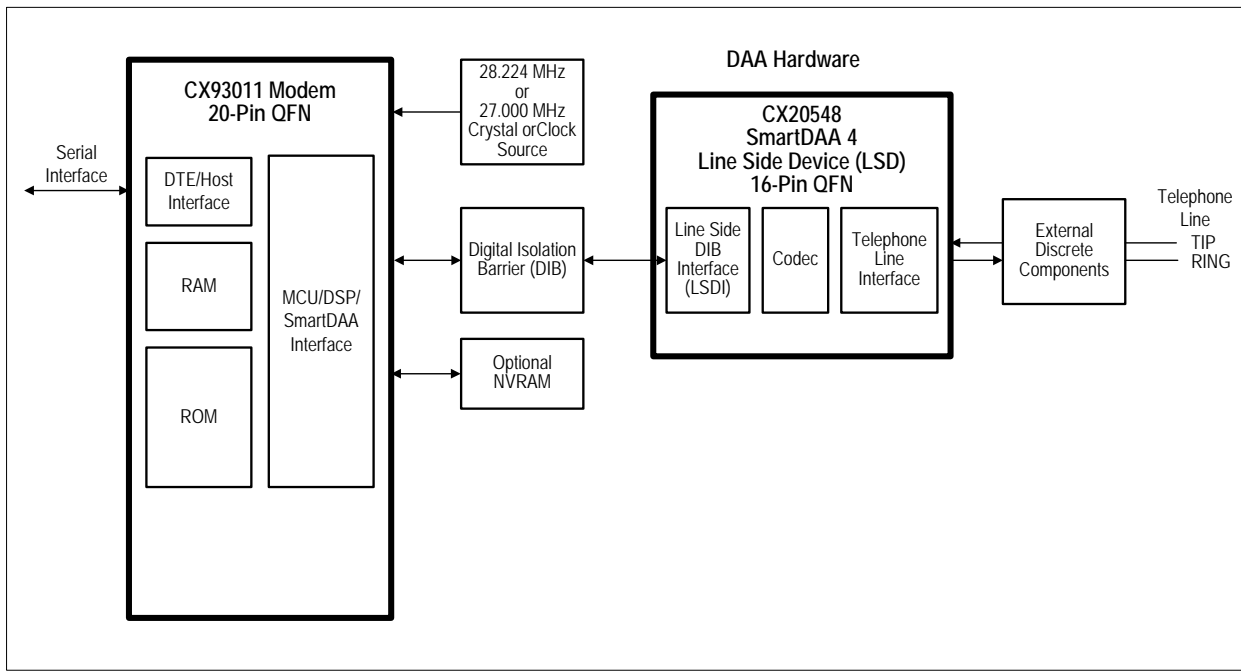 DAA Hardware
CX93011 Modem
20-Pin QFN
Serial
Interface
DTE/Host
Interface
RAM
ROM
MCU/DSP/
SmartDAA
Interface
28.224 MHz
or
27.000 MHz
Crystal orClock
Source
Digital Isolation
Barrier (DIB)
Optional
NVRAM
CX20548
SmartDAA 4
Line Side Device (LSD)
16-Pin QFN
Line Side
DIB
Interface
(LSDI)
Codec
Telephone
Line
Interface
External
Discrete
Components
Telephone
Line
TIP
RING